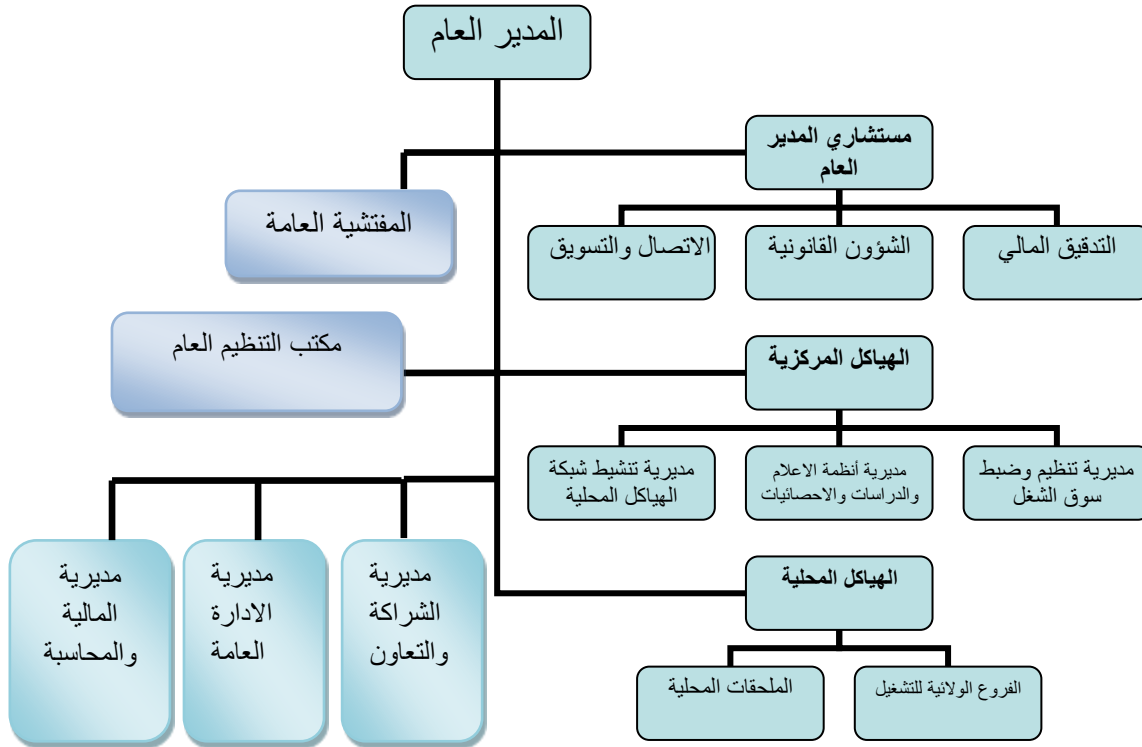 المدير العام
مستشاري المدير
العام
المفتشية العامة
التدقيق المالي
الشؤون القانونية
الاتصال والتسويق
مكتب التنظيم العام
الهياكل المركزية
مديرية تنظيم وضبط
سوق الشغل
مديرية أنظمة الاعلام
والدراسات والاحصائيات
مديرية تنشيط شبكة
الهياكل المحلية
مديرية
الشراكة
والتعاون
مديرية
الادارة
العامة
مديرية
المالية
والمحاسبة
الهياكل المحلية
الفروع الولائية للتشغيل
الملحقات المحلية